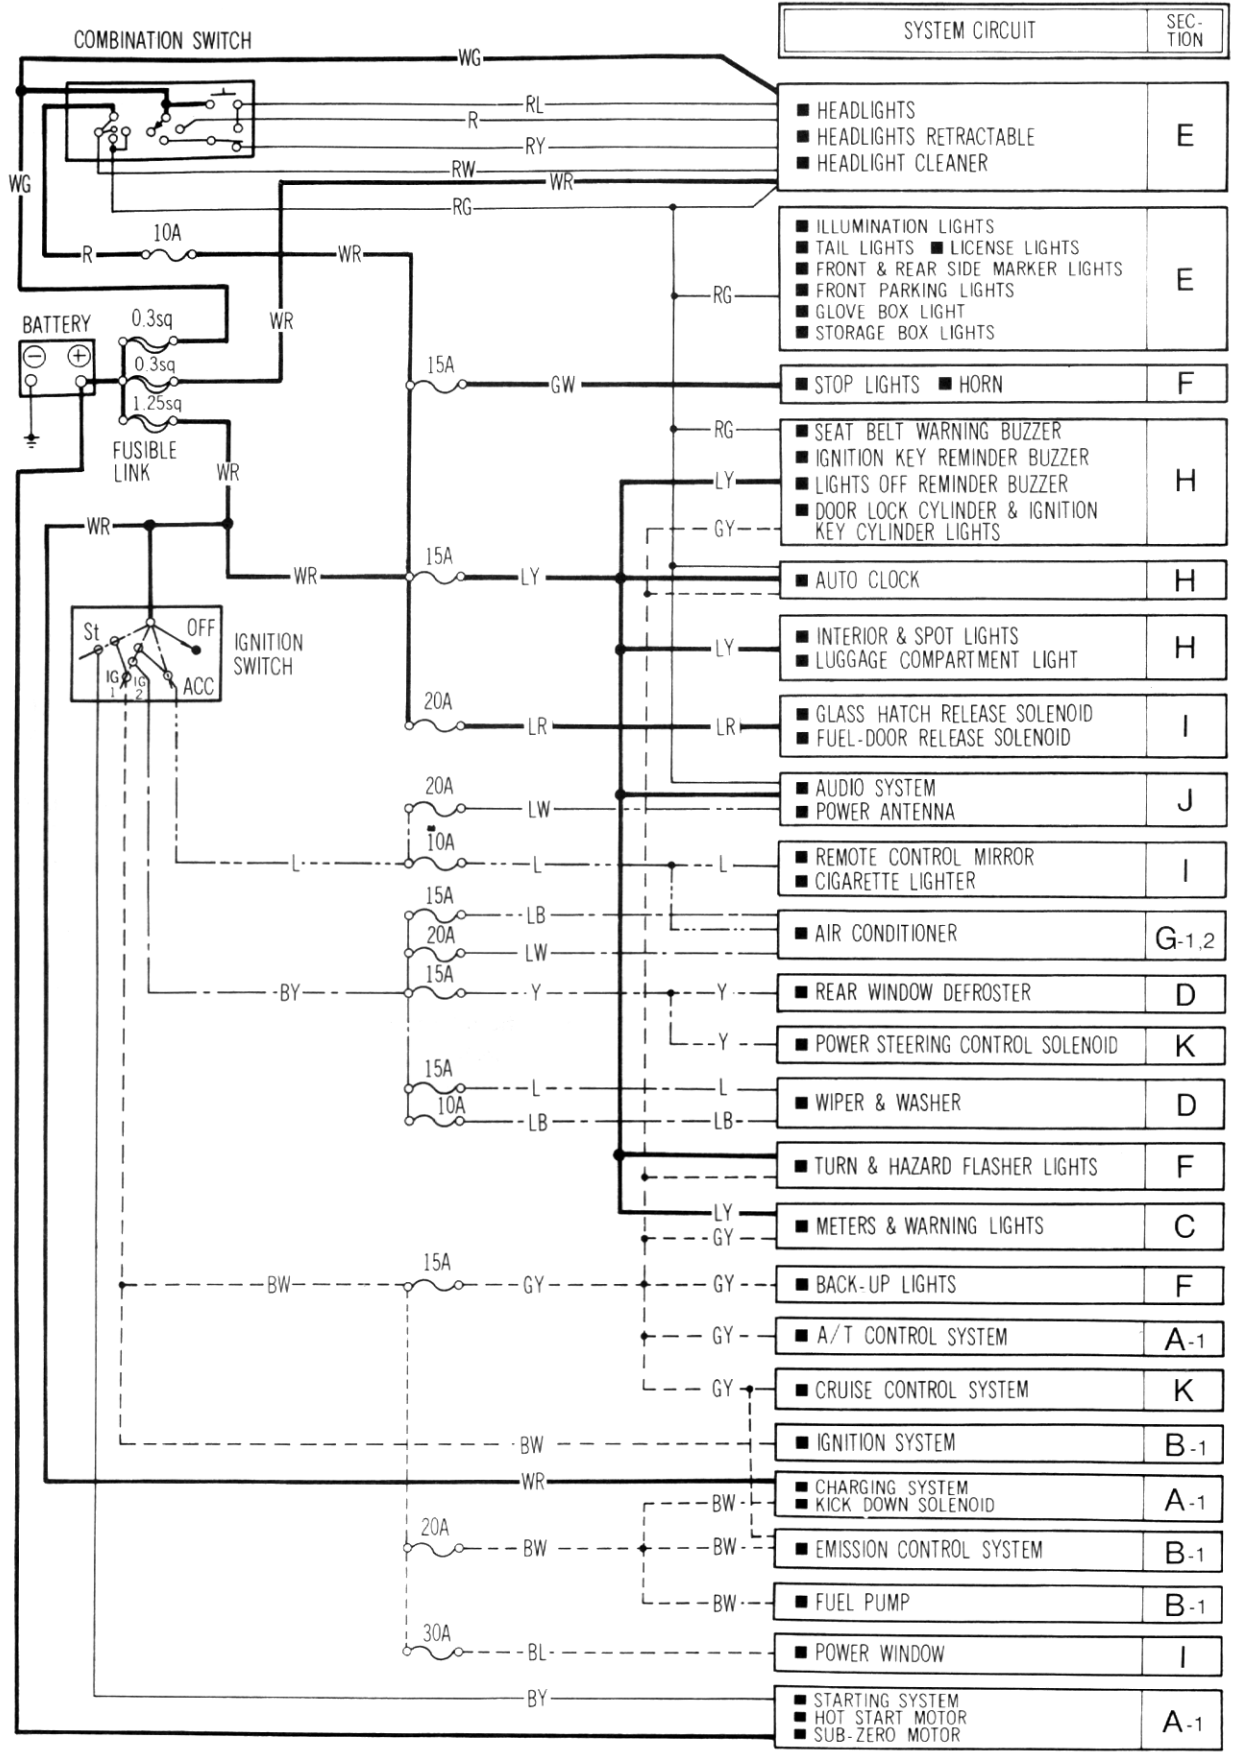 SYSTEM CIRCUIT
SEC-
TION
COMBINATION SWITCH
WG
RL
R
RY
RW
WR
RG
WG
■ HEADLIGHTS
■ HEADLIGHTS RETRACTABLE
■ HEADLIGHT CLEANER
E
R
10A
WR
WR
RG
■ ILLUMINATION LIGHTS
■ TAIL LIGHTS ■ LICENSE LIGHTS
■ FRONT & REAR SIDE MARKER LIGHTS
■ FRONT PARKING LIGHTS
■ GLOVE BOX LIGHT
■ STORAGE BOX LIGHTS
E
BATTERY
− +
0.3sq
0.3sq
1.25sq
FUSIBLE
LINK
WR
15A
GW
■ STOP LIGHTS ■ HORN
F
RG
LY
GY
■ SEAT BELT WARNING BUZZER
■ IGNITION KEY REMINDER BUZZER
■ LIGHTS OFF REMINDER BUZZER
■ DOOR LOCK CYLINDER & IGNITION
KEY CYLINDER LIGHTS
H
WR
WR
15A
LY
■ AUTO CLOCK
H
St
OFF
IG
1
IG
2
ACC
IGNITION
SWITCH
LY
■ INTERIOR & SPOT LIGHTS
■ LUGGAGE COMPARTMENT LIGHT
H
20A
LR
LR
■ GLASS HATCH RELEASE SOLENOID
■ FUEL-DOOR RELEASE SOLENOID
I
20A
LW
■ AUDIO SYSTEM
■ POWER ANTENNA
J
L
10A
L
L
■ REMOTE CONTROL MIRROR
■ CIGARETTE LIGHTER
I
15A
LB
20A
LW
■ AIR CONDITIONER
G-1,2
BY
15A
Y
Y
■ REAR WINDOW DEFROSTER
D
Y
■ POWER STEERING CONTROL SOLENOID
K
15A
L
L
10A
LB
LB
■ WIPER & WASHER
D
■ TURN & HAZARD FLASHER LIGHTS
F
LY
GY
■ METERS & WARNING LIGHTS
C
BW
15A
GY
GY
■ BACK-UP LIGHTS
F
GY
■ A/T CONTROL SYSTEM
A-1
GY
■ CRUISE CONTROL SYSTEM
K
BW
■ IGNITION SYSTEM
B-1
WR
BW
■ CHARGING SYSTEM
■ KICK DOWN SOLENOID
A-1
20A
BW
BW
■ EMISSION CONTROL SYSTEM
B-1
BW
■ FUEL PUMP
B-1
30A
BL
■ POWER WINDOW
I
BY
■ STARTING SYSTEM
■ HOT START MOTOR
■ SUB-ZERO MOTOR
A-1